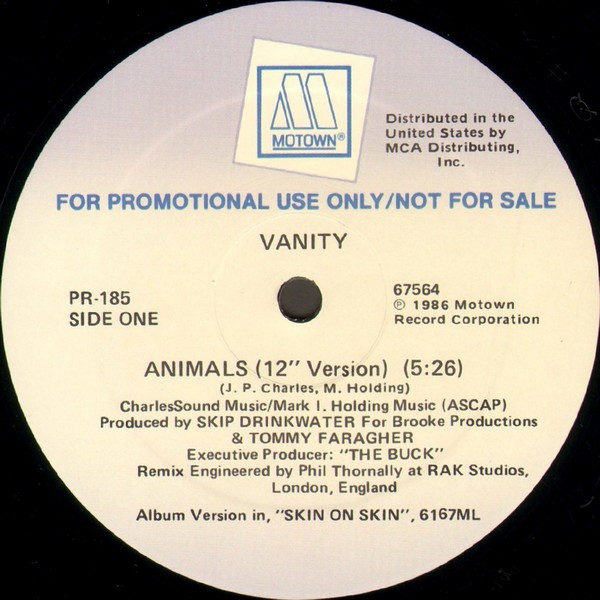 MOTOWN®
Distributed in the
United States by
MCA Distributing,
Inc.
FOR PROMOTIONAL USE ONLY/NOT FOR SALE
VANITY
PR-185
SIDE ONE
67564
℗ 1986 Motown
Record Corporation
ANIMALS (12" Version) (5:26)
(J. P. Charles, M. Holding)
CharlesSound Music/Mark I. Holding Music (ASCAP)
Produced by SKIP DRINKWATER For Brooke Productions
& TOMMY FARAGHER
Executive Producer: "THE BUCK"
Remix Engineered by Phil Thornally at RAK Studios,
London, England
Album Version in, "SKIN ON SKIN", 6167ML